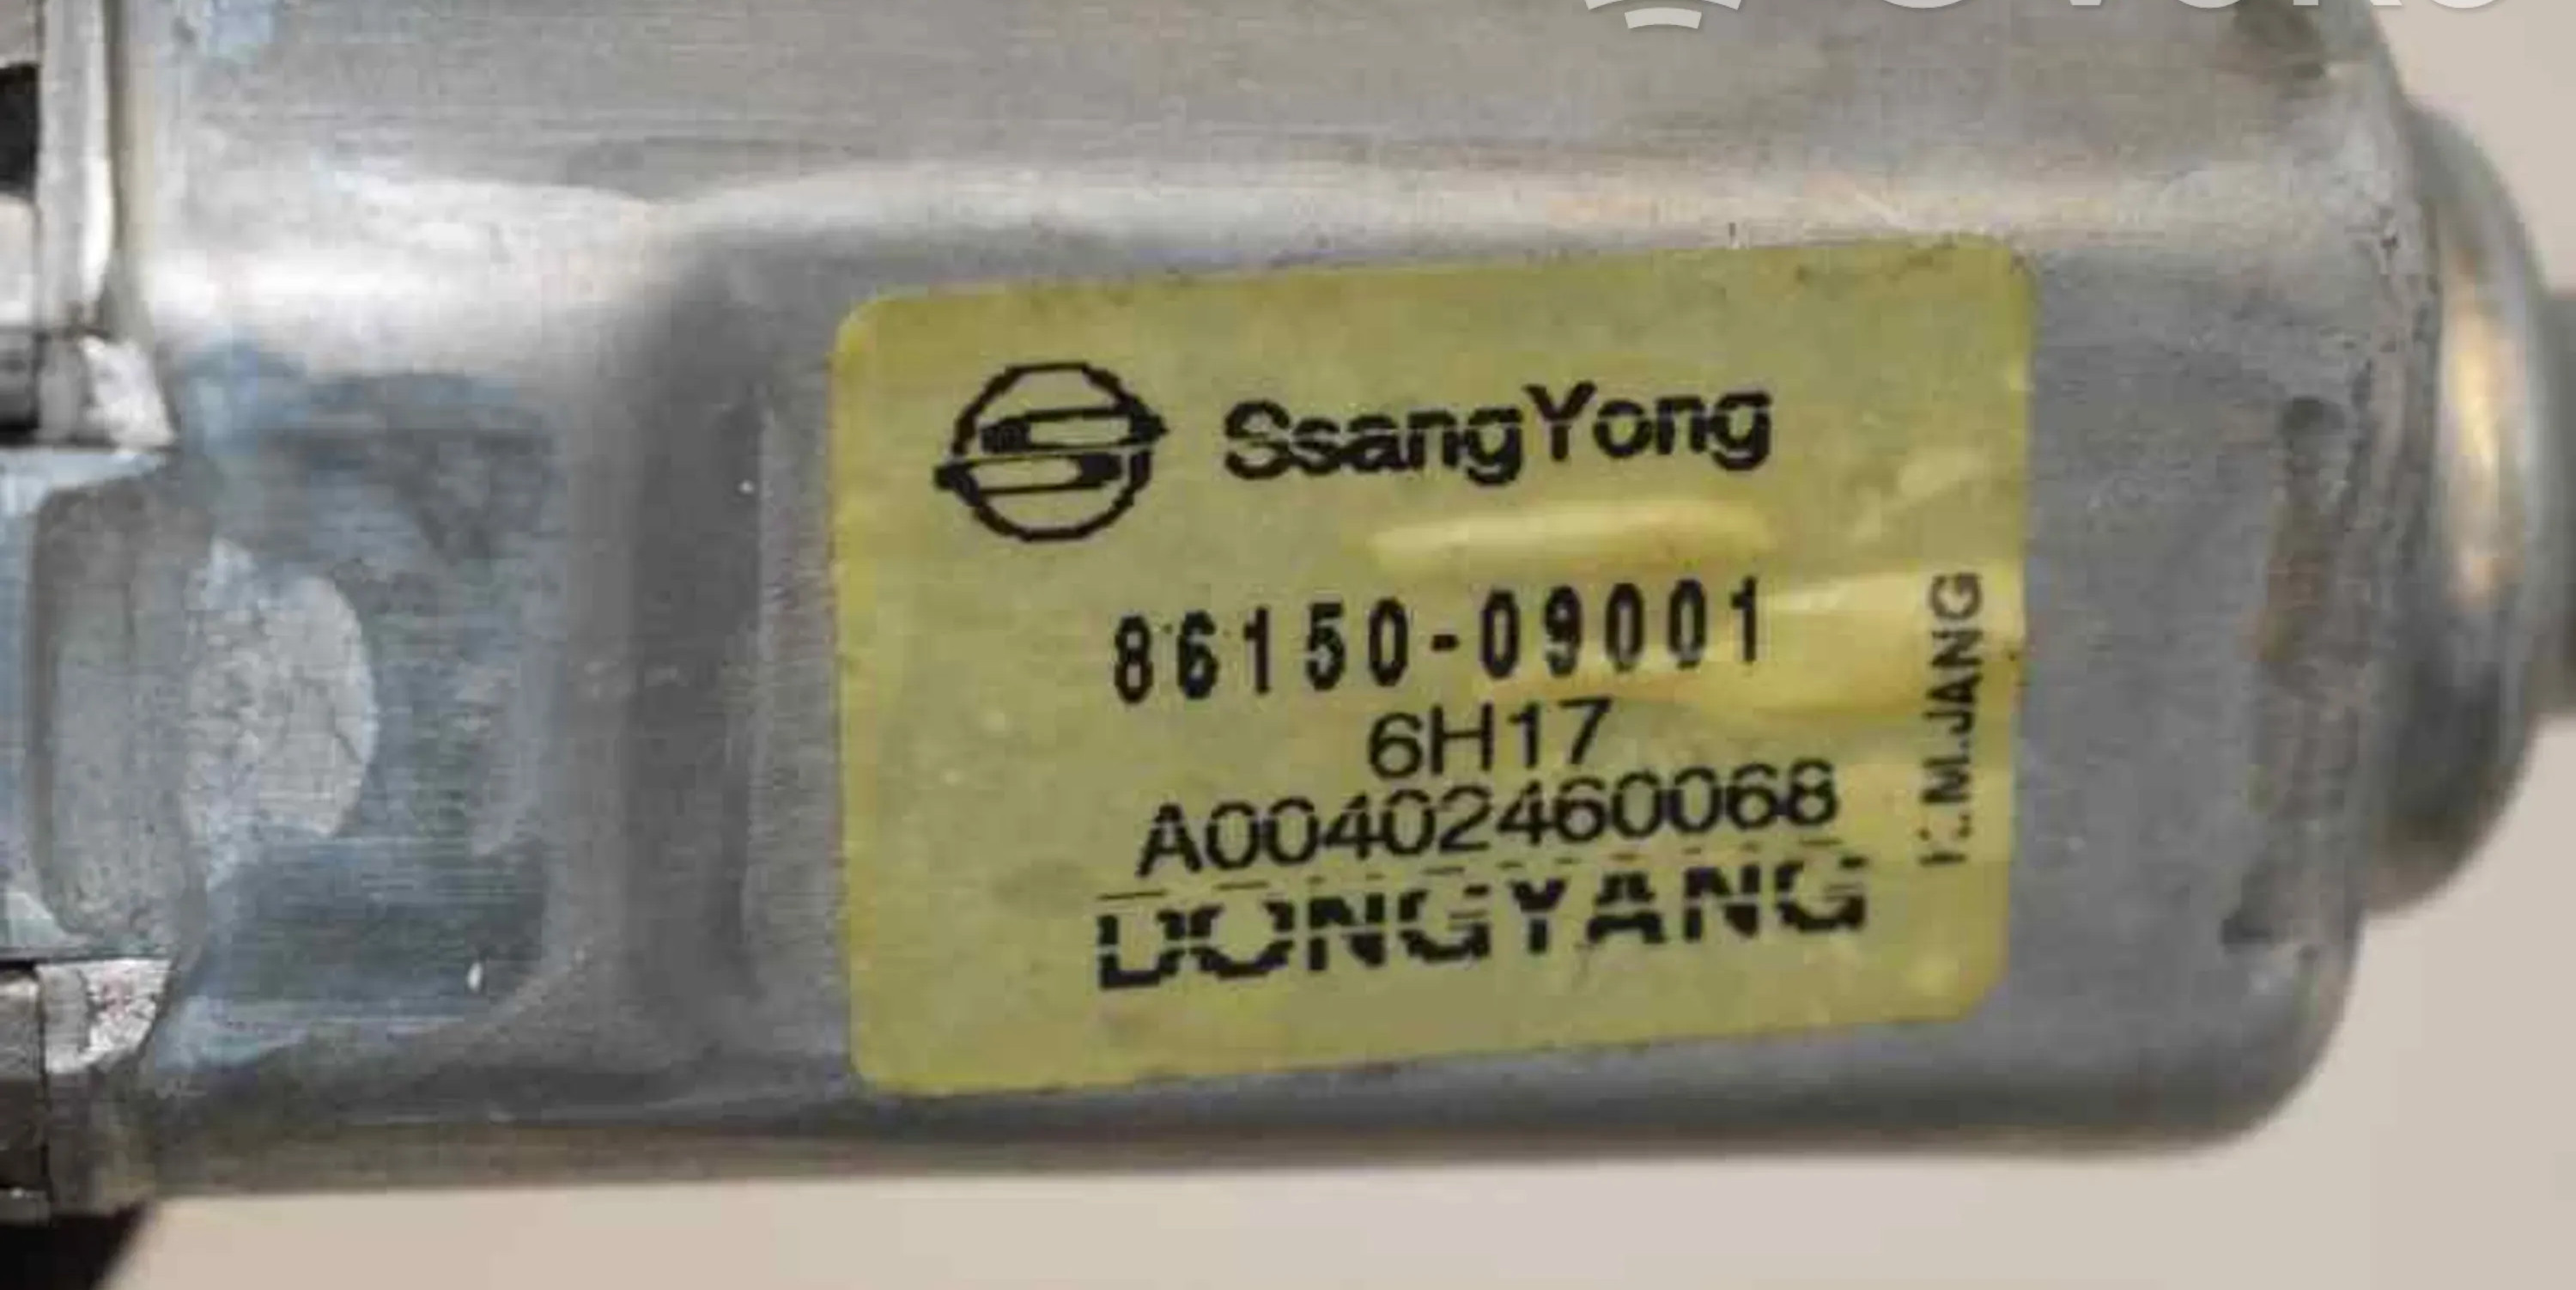 SsangYong
86150-09001
6H17
A00402460068
DONGYANG
K.M.JANG